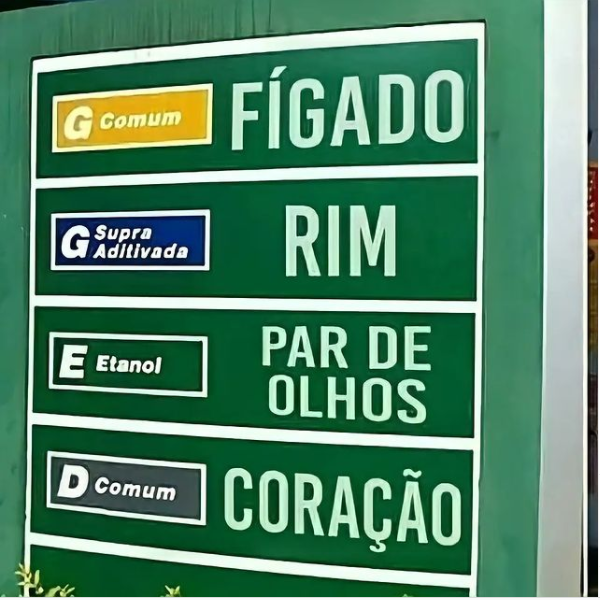 G Comum FÍGADO
G Supra Aditivada RIM
E Etanol PAR DE
OLHOS
D Comum CORAÇÃO